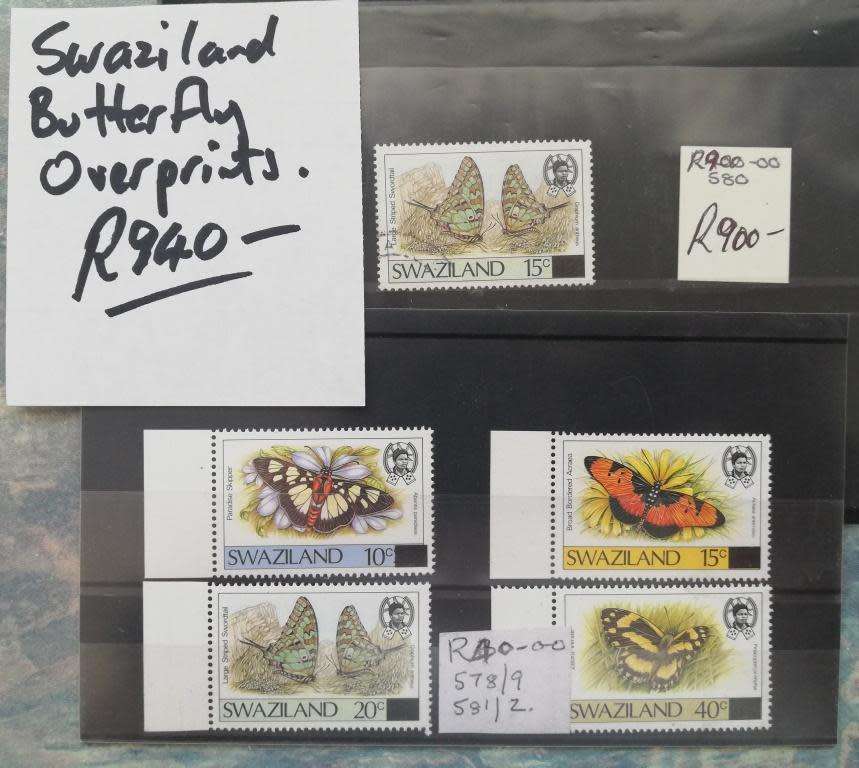 Swaziland
Butterfly
Overprints.
R940-
Large Striped Swordtail
SWAZILAND 15c
R900-00
580
R900-
Paradise Skipper
SWAZILAND 10c
Broad Bordered Acraea
SWAZILAND 15c
Large Striped Swordtail
SWAZILAND 20c
R40-00
578/9
581/2.
SWAZILAND 40c